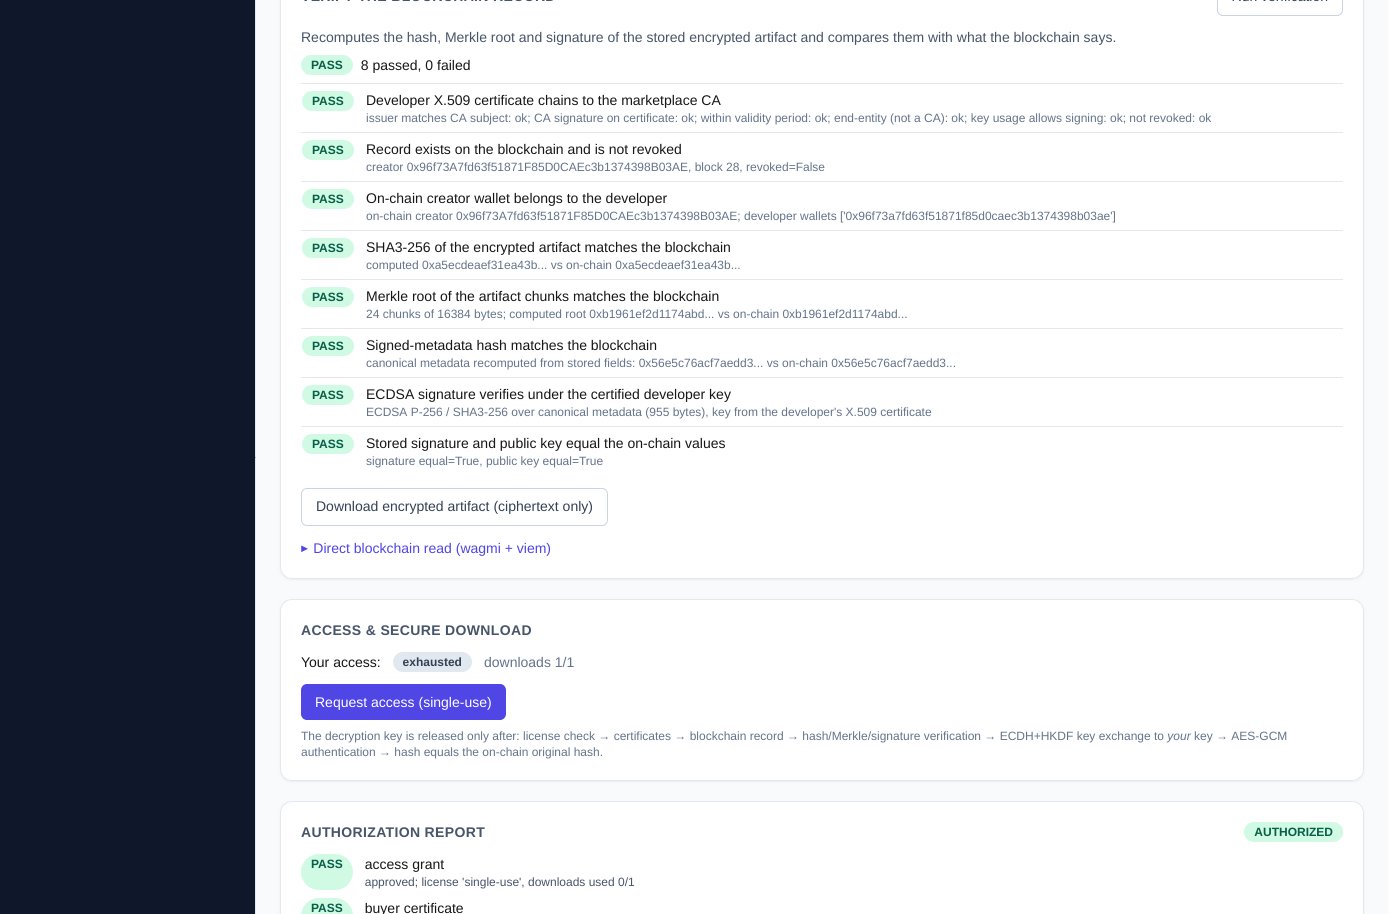 Recomputes the hash, Merkle root and signature of the stored encrypted artifact and compares them with what the blockchain says.
PASS 8 passed, 0 failed
PASS Developer X.509 certificate chains to the marketplace CA
issuer matches CA subject: ok; CA signature on certificate: ok; within validity period: ok; end-entity (not a CA): ok; key usage allows signing: ok; not revoked: ok
PASS Record exists on the blockchain and is not revoked
creator 0x96f73A7fd63f51871F85D0CAEc3b1374398B03AE, block 28, revoked=False
PASS On-chain creator wallet belongs to the developer
on-chain creator 0x96f73A7fd63f51871F85D0CAEc3b1374398B03AE; developer wallets ['0x96f73a7fd63f51871f85d0caec3b1374398b03ae']
PASS SHA3-256 of the encrypted artifact matches the blockchain
computed 0xa5ecdeaef31ea43b... vs on-chain 0xa5ecdeaef31ea43b...
PASS Merkle root of the artifact chunks matches the blockchain
24 chunks of 16384 bytes; computed root 0xb1961ef2d1174abd... vs on-chain 0xb1961ef2d1174abd...
PASS Signed-metadata hash matches the blockchain
canonical metadata recomputed from stored fields: 0x56e5c76acf7aedd3... vs on-chain 0x56e5c76acf7aedd3...
PASS ECDSA signature verifies under the certified developer key
ECDSA P-256 / SHA3-256 over canonical metadata (955 bytes), key from the developer's X.509 certificate
PASS Stored signature and public key equal the on-chain values
signature equal=True, public key equal=True
Download encrypted artifact (ciphertext only)
▸ Direct blockchain read (wagmi + viem)
ACCESS & SECURE DOWNLOAD
Your access: exhausted downloads 1/1
Request access (single-use)
The decryption key is released only after: license check → certificates → blockchain record → hash/Merkle/signature verification → ECDH+HKDF key exchange to your key → AES-GCM
authentication → hash equals the on-chain original hash.
AUTHORIZATION REPORT AUTHORIZED
PASS access grant
approved; license 'single-use', downloads used 0/1
PASS buyer certificate